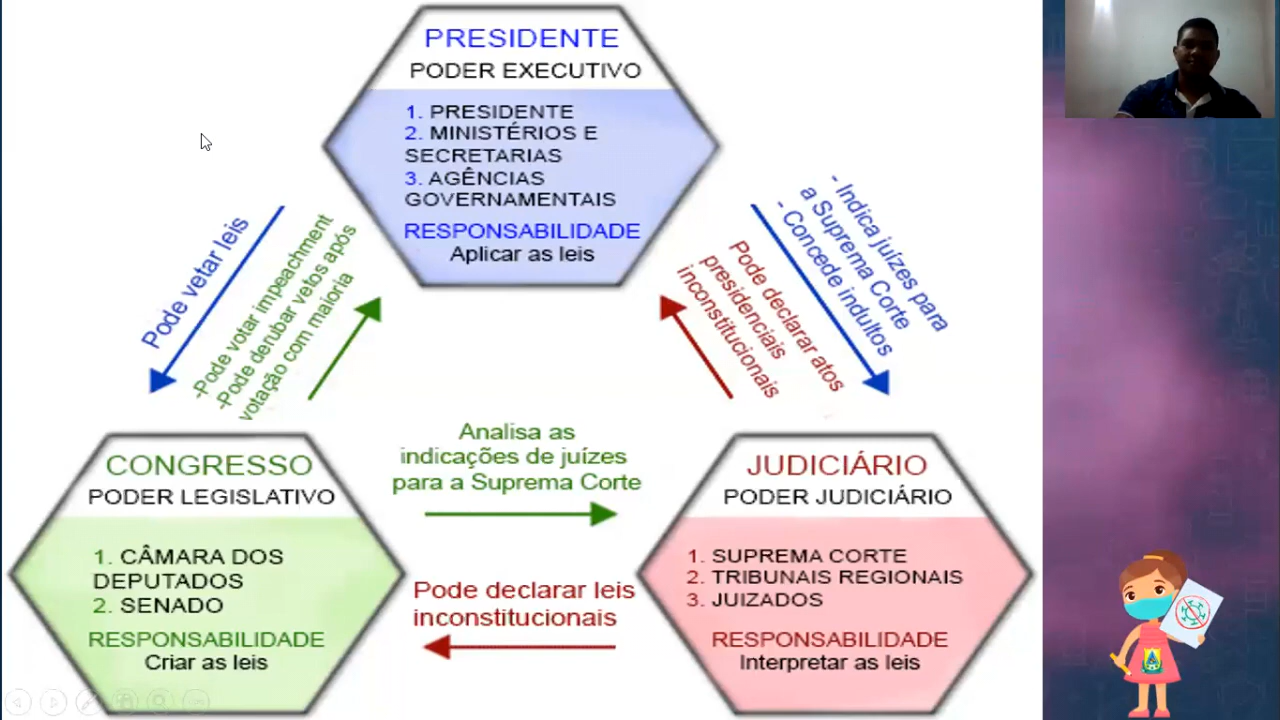 PRESIDENTE
PODER EXECUTIVO
1. PRESIDENTE
2. MINISTÉRIOS E
SECRETARIAS
3. AGÊNCIAS
GOVERNAMENTAIS
RESPONSABILIDADE
Aplicar as leis
Pode vetar leis
-Pode votar impeachment
-Pode derubar vetos após
votação com maioria
- Indica juízes para
a Suprema Corte
- Concede indultos
Pode declarar atos
presidenciais
inconstitucionais
CONGRESSO
PODER LEGISLATIVO
1. CÂMARA DOS
DEPUTADOS
2. SENADO
RESPONSABILIDADE
Criar as leis
Analisa as
indicações de juízes
para a Suprema Corte
Pode declarar leis
inconstitucionais
JUDICIÁRIO
PODER JUDICIÁRIO
1. SUPREMA CORTE
2. TRIBUNAIS REGIONAIS
3. JUIZADOS
RESPONSABILIDADE
Interpretar as leis